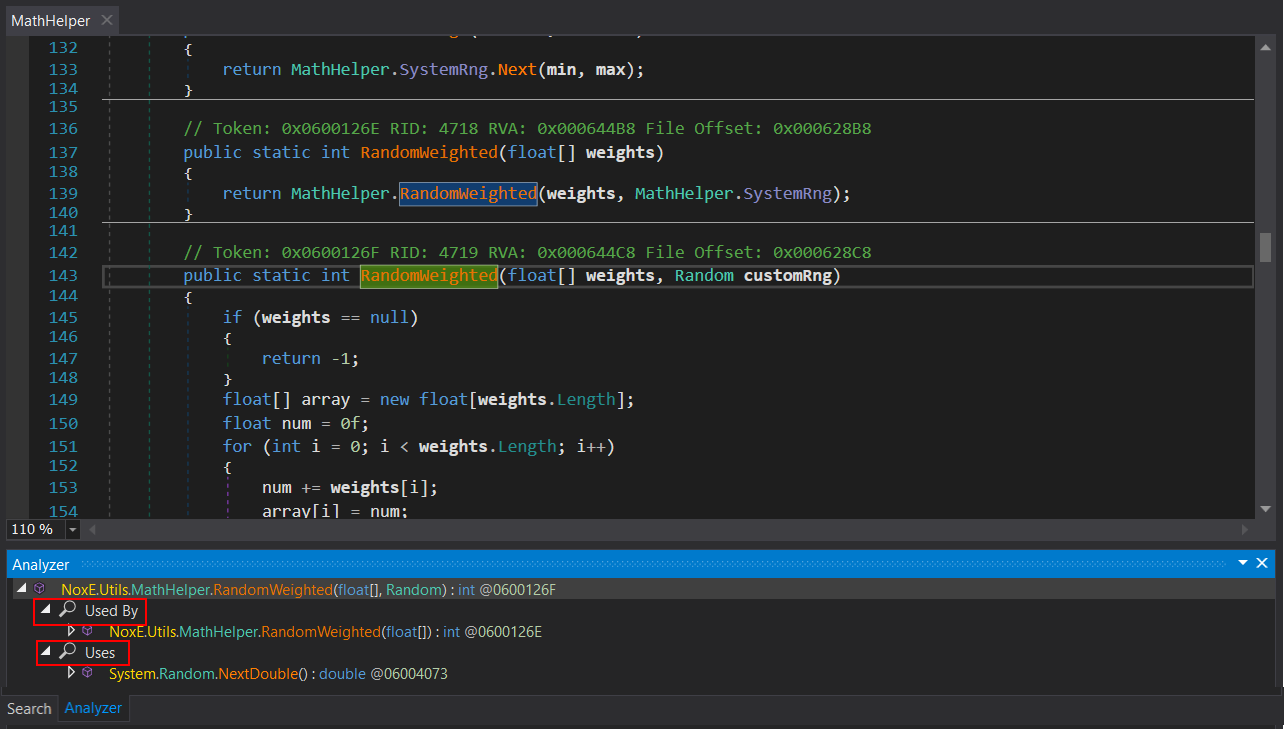 MathHelper
132 {
133 return MathHelper.SystemRng.Next(min, max);
134 }
135
136 // Token: 0x0600126E RID: 4718 RVA: 0x000644B8 File Offset: 0x000628B8
137 public static int RandomWeighted(float[] weights)
138 {
139 return MathHelper.RandomWeighted(weights, MathHelper.SystemRng);
140 }
141
142 // Token: 0x0600126F RID: 4719 RVA: 0x000644C8 File Offset: 0x000628C8
143 public static int RandomWeighted(float[] weights, Random customRng)
144 {
145 if (weights == null)
146 {
147 return -1;
148 }
149 float[] array = new float[weights.Length];
150 float num = 0f;
151 for (int i = 0; i < weights.Length; i++)
152 {
153 num += weights[i];
154 array[i] = num;
110 %
Analyzer
NoxE.Utils.MathHelper.RandomWeighted(float[], Random) : int @0600126F
Used By
NoxE.Utils.MathHelper.RandomWeighted(float[]) : int @0600126E
Uses
System.Random.NextDouble() : double @06004073
Search Analyzer